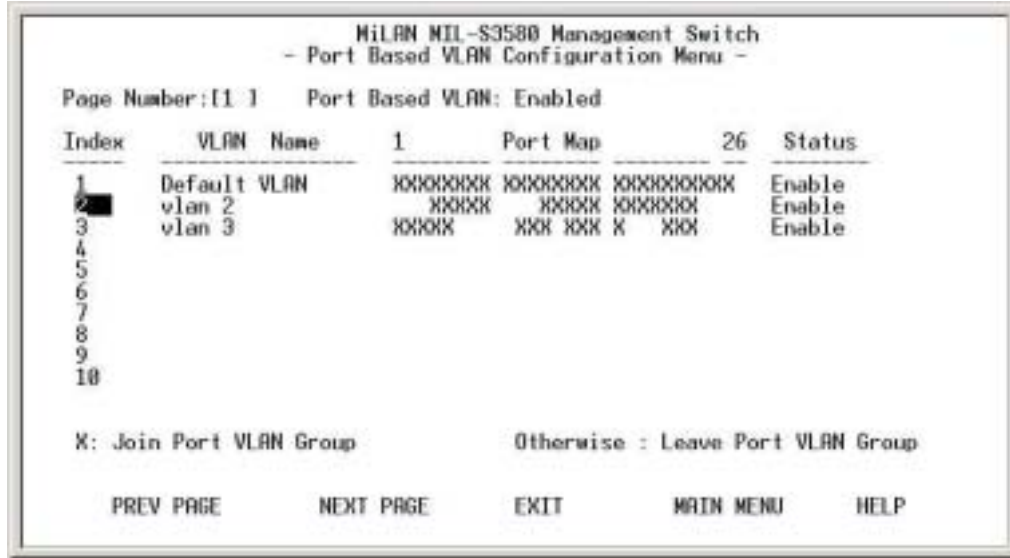 MiLAN MIL-S3580 Management Switch
- Port Based VLAN Configuration Menu -
Page Number:[1 ] Port Based VLAN: Enabled
Index VLAN Name 1 Port Map 26 Status
1 Default VLAN XXXXXXXX XXXXXXXX XXXXXXXXXX Enable
2 vlan 2 XXXXX XXXXX XXXXXXX Enable
3 vlan 3 XXXXX XXX XXX X XXX Enable
4
5
6
7
8
9
10
X: Join Port VLAN Group Otherwise : Leave Port VLAN Group
PREV PAGE NEXT PAGE EXIT MAIN MENU HELP